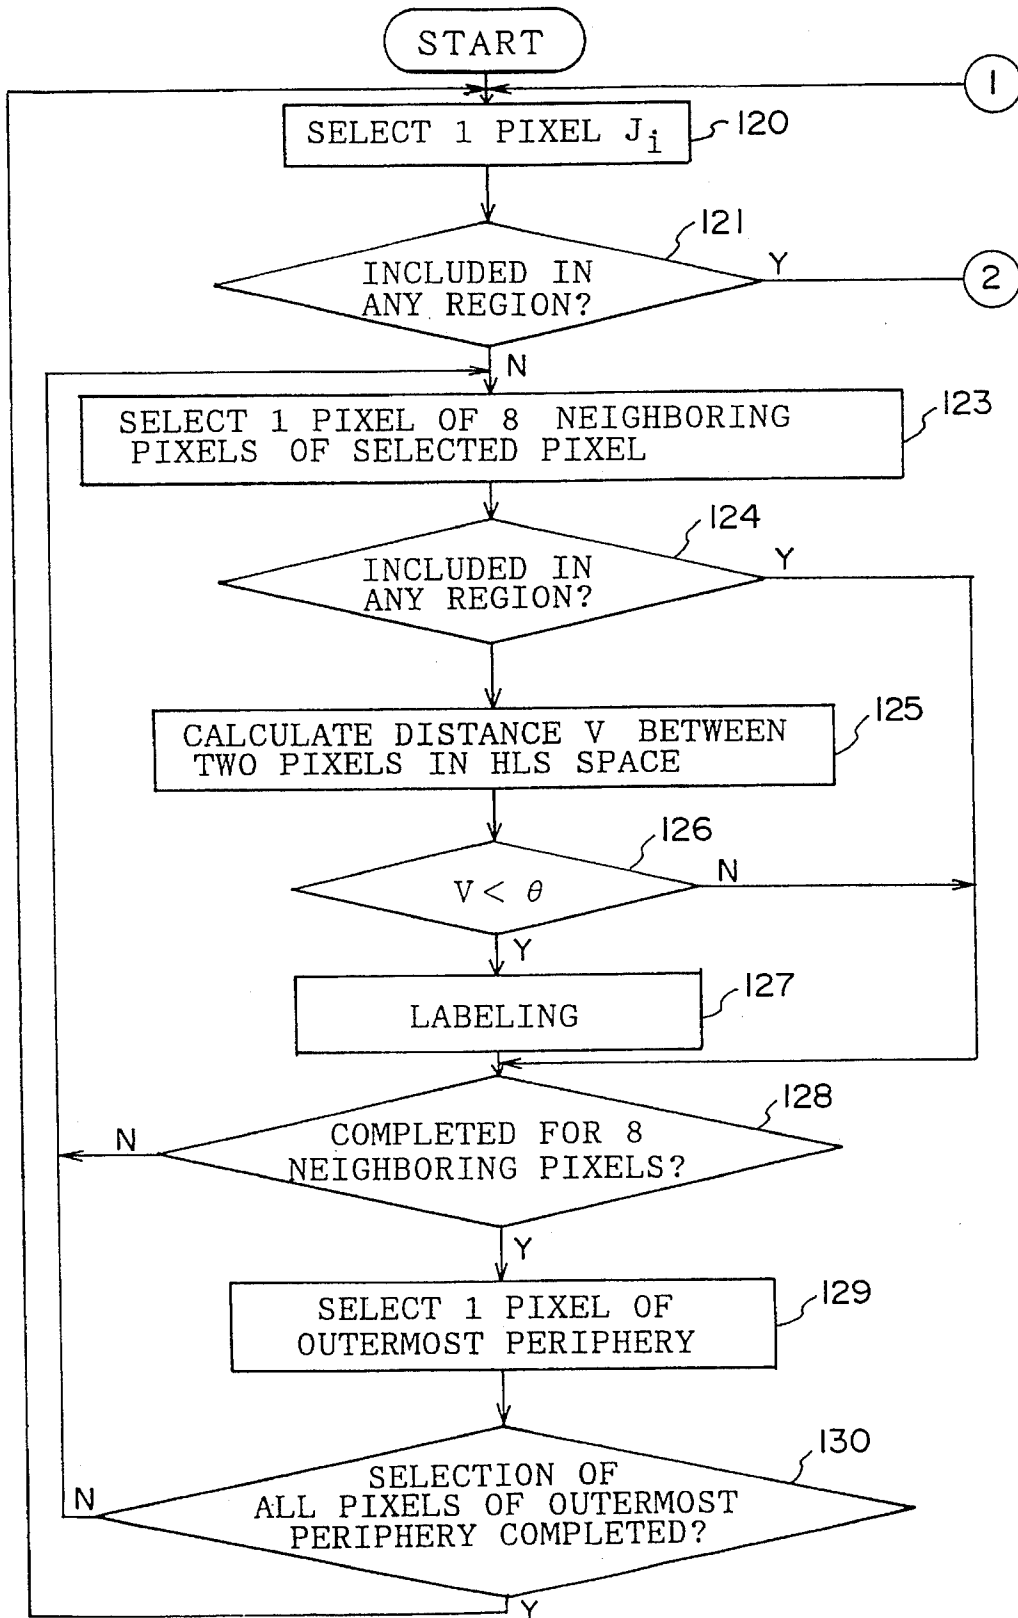 START
1
SELECT 1 PIXEL Ji
120
121
INCLUDED IN
ANY REGION?
Y
2
N
SELECT 1 PIXEL OF 8 NEIGHBORING
PIXELS OF SELECTED PIXEL
123
124
INCLUDED IN
ANY REGION?
Y
CALCULATE DISTANCE V BETWEEN
TWO PIXELS IN HLS SPACE
125
126
V < θ
N
Y
LABELING
127
128
COMPLETED FOR 8
NEIGHBORING PIXELS?
N
Y
SELECT 1 PIXEL OF
OUTERMOST PERIPHERY
129
130
SELECTION OF
ALL PIXELS OF OUTERMOST
PERIPHERY COMPLETED?
N
Y